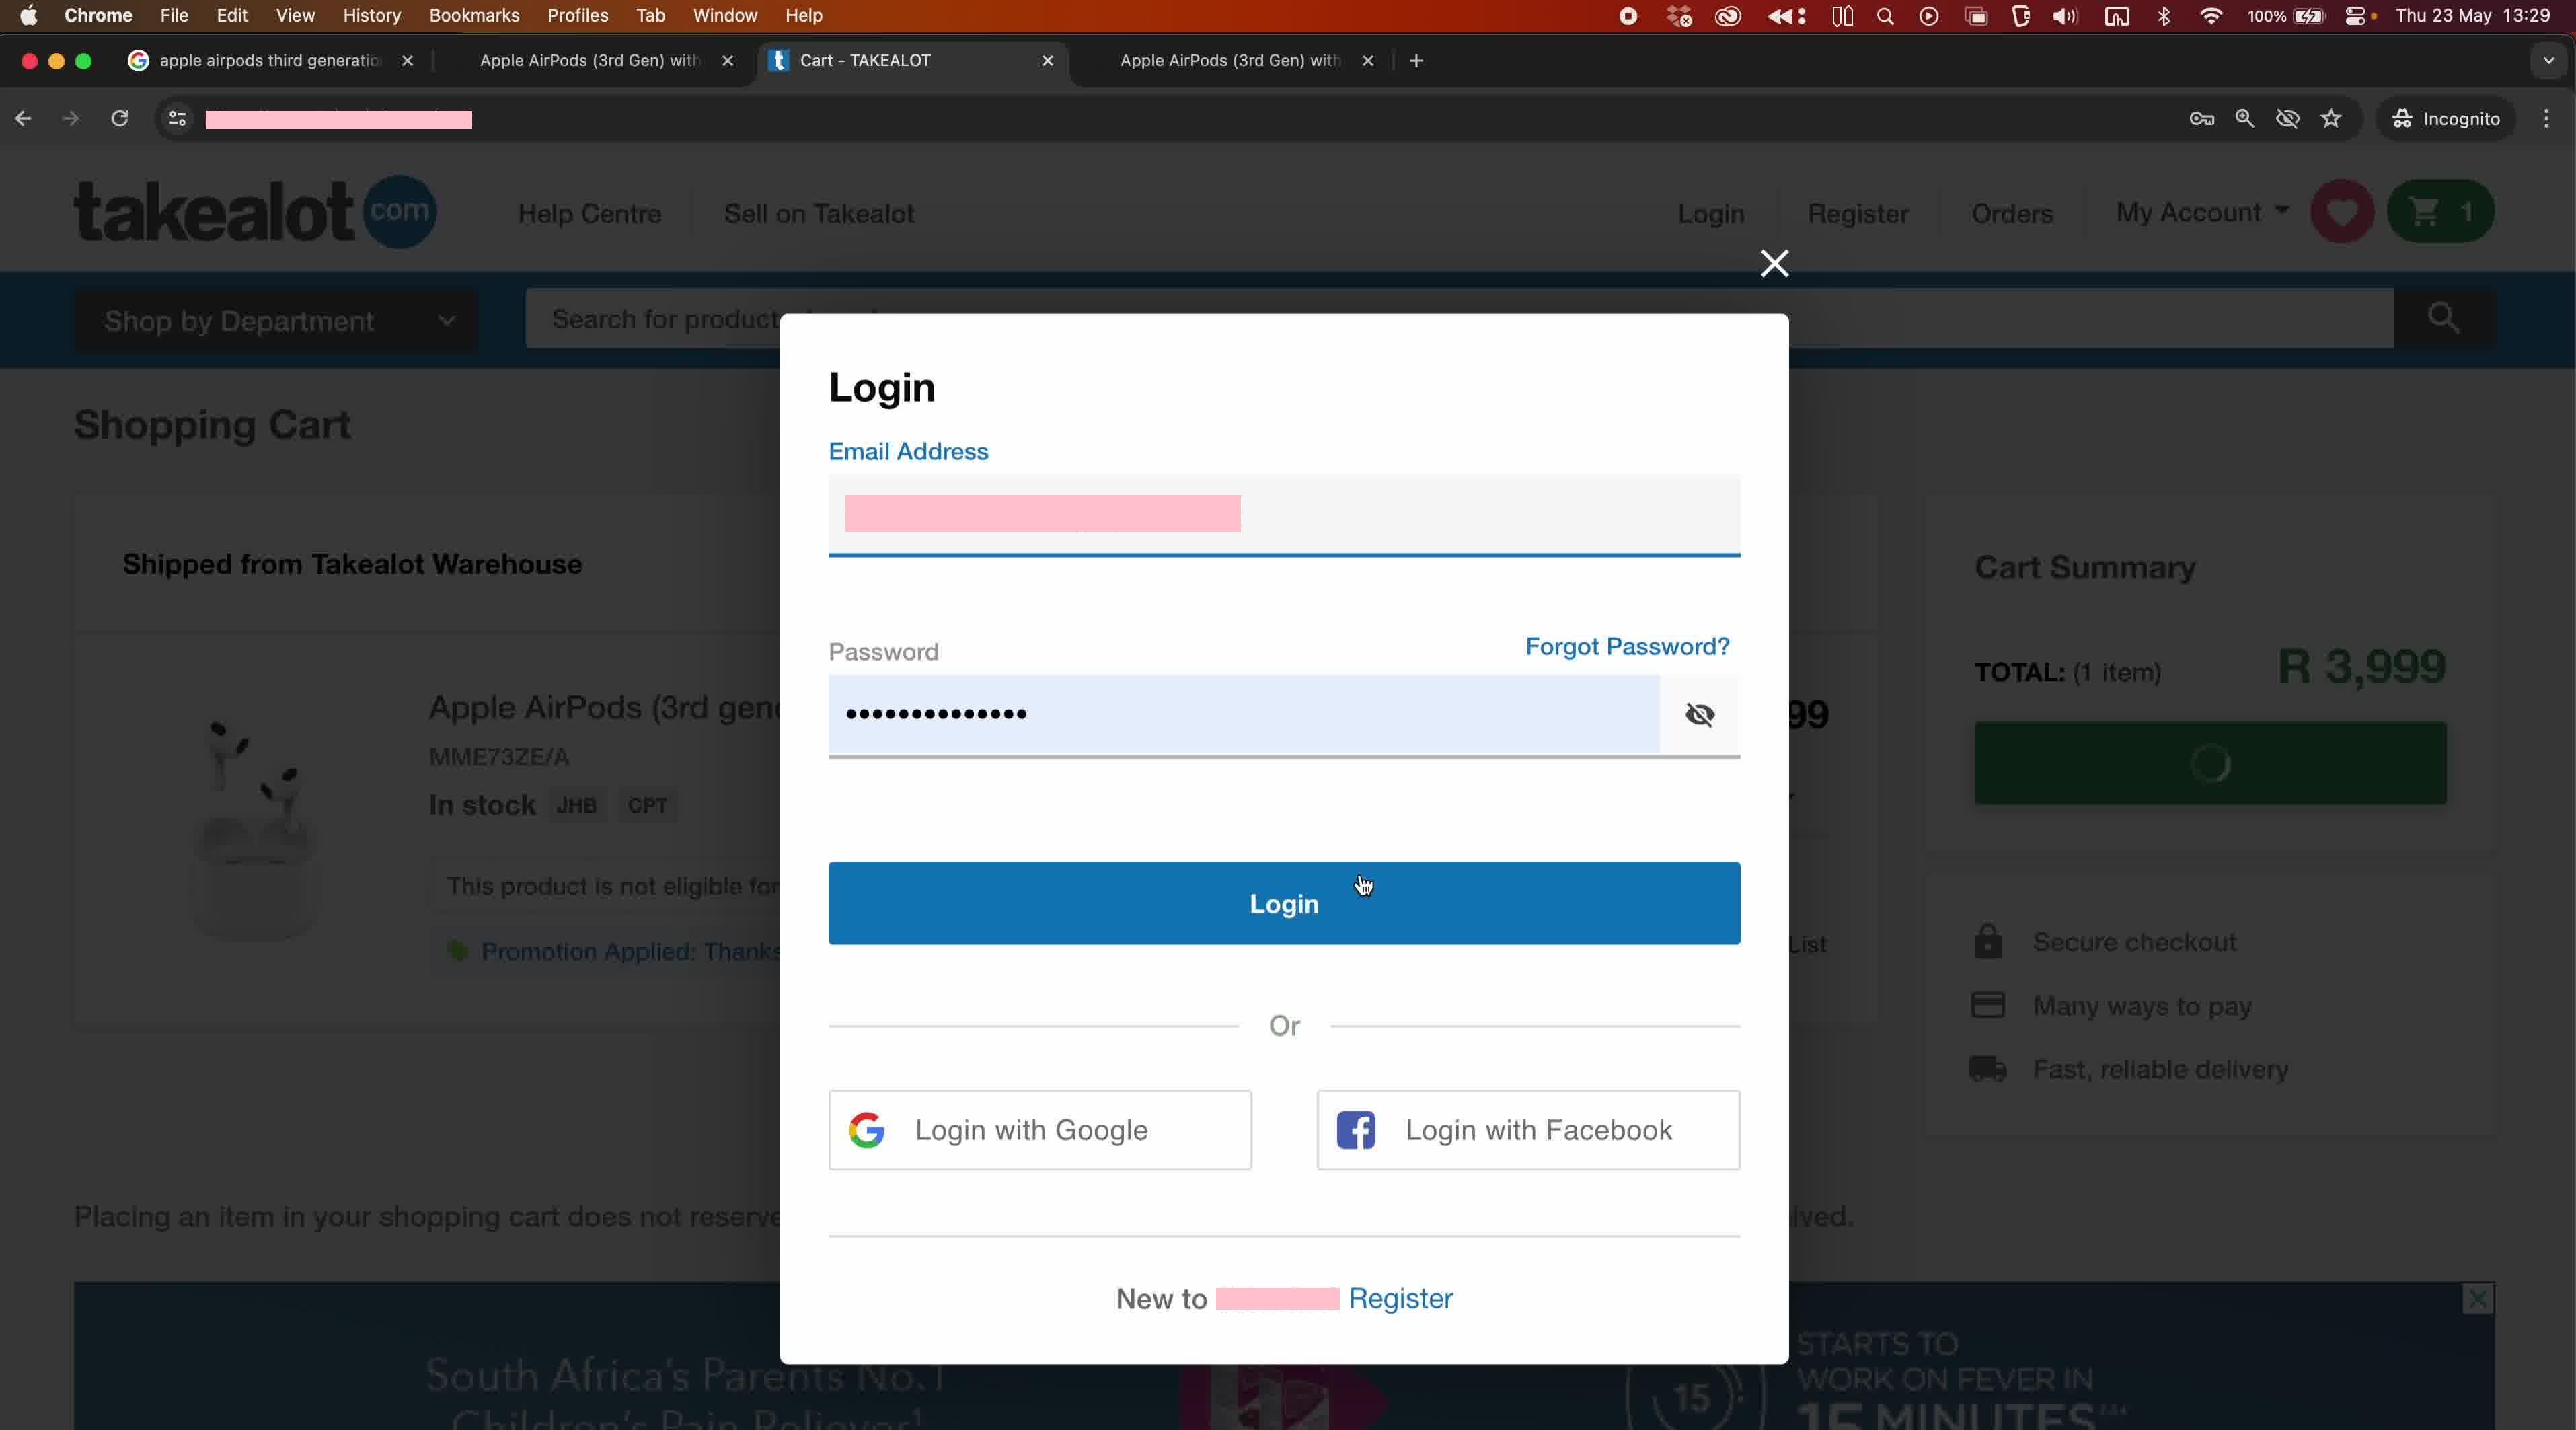 Chrome File Edit View History Bookmarks Profiles Tab Window Help 100% Thu 23 May 13:29
apple airpods third generatio Apple AirPods (3rd Gen) with Cart - TAKEALOT Apple AirPods (3rd Gen) with
Incognito
takealot com Help Centre Sell on Takealot Login Register Orders My Account 1
Shop by Department Search for product
Login
Shopping Cart
Email Address
Shipped from Takealot Warehouse
Cart Summary
Password Forgot Password?
TOTAL: (1 item) R 3,999
Apple AirPods (3rd gen 99
MME73ZE/A
In stock JHB CPT
This product is not eligible for
Login
Promotion Applied: Thanks List
Secure checkout
Many ways to pay
Fast, reliable delivery
Or
Login with Google Login with Facebook
Placing an item in your shopping cart does not reserve lved.
New to Register
South Africa's Parents No.1
Children's Pain Reliever¹
15
STARTS TO
WORK ON FEVER IN
15 MINUTES